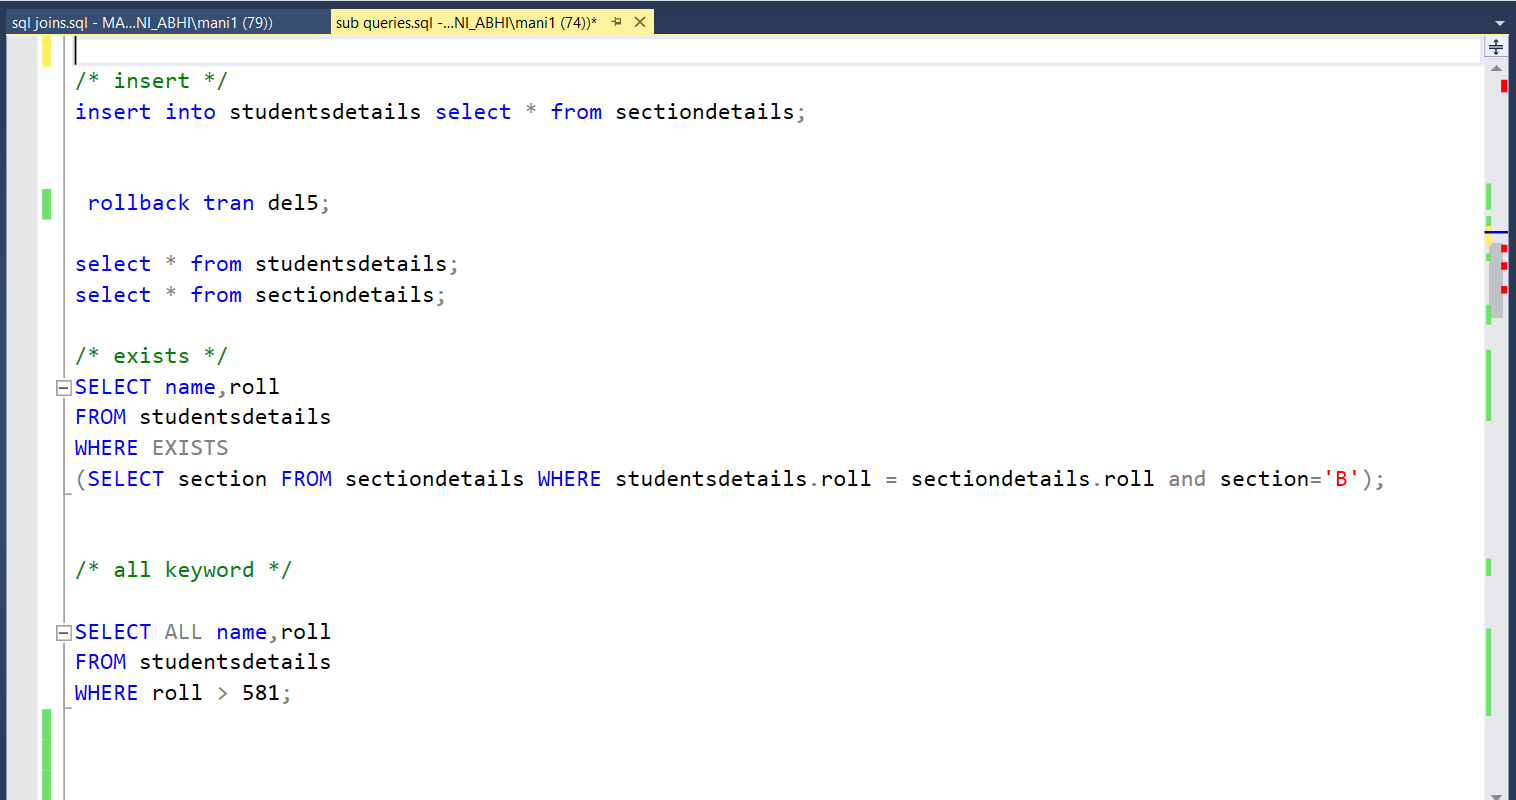 sql joins.sql - MA...NI_ABHI\mani1 (79))
sub queries.sql -...NI_ABHI\mani1 (74))*
/* insert */
insert into studentsdetails select * from sectiondetails;
rollback tran del5;
select * from studentsdetails;
select * from sectiondetails;
/* exists */
SELECT name,roll
FROM studentsdetails
WHERE EXISTS
(SELECT section FROM sectiondetails WHERE studentsdetails.roll = sectiondetails.roll and section='B');
/* all keyword */
SELECT ALL name,roll
FROM studentsdetails
WHERE roll > 581;